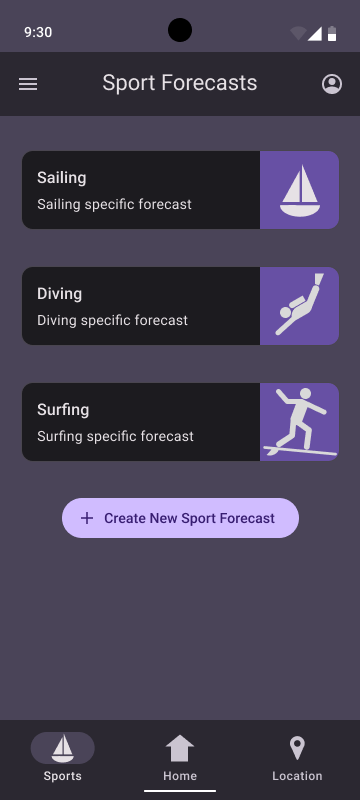 9:30
Sport Forecasts
Sailing
Sailing specific forecast
Diving
Diving specific forecast
Surfing
Surfing specific forecast
Create New Sport Forecast
Sports
Home
Location